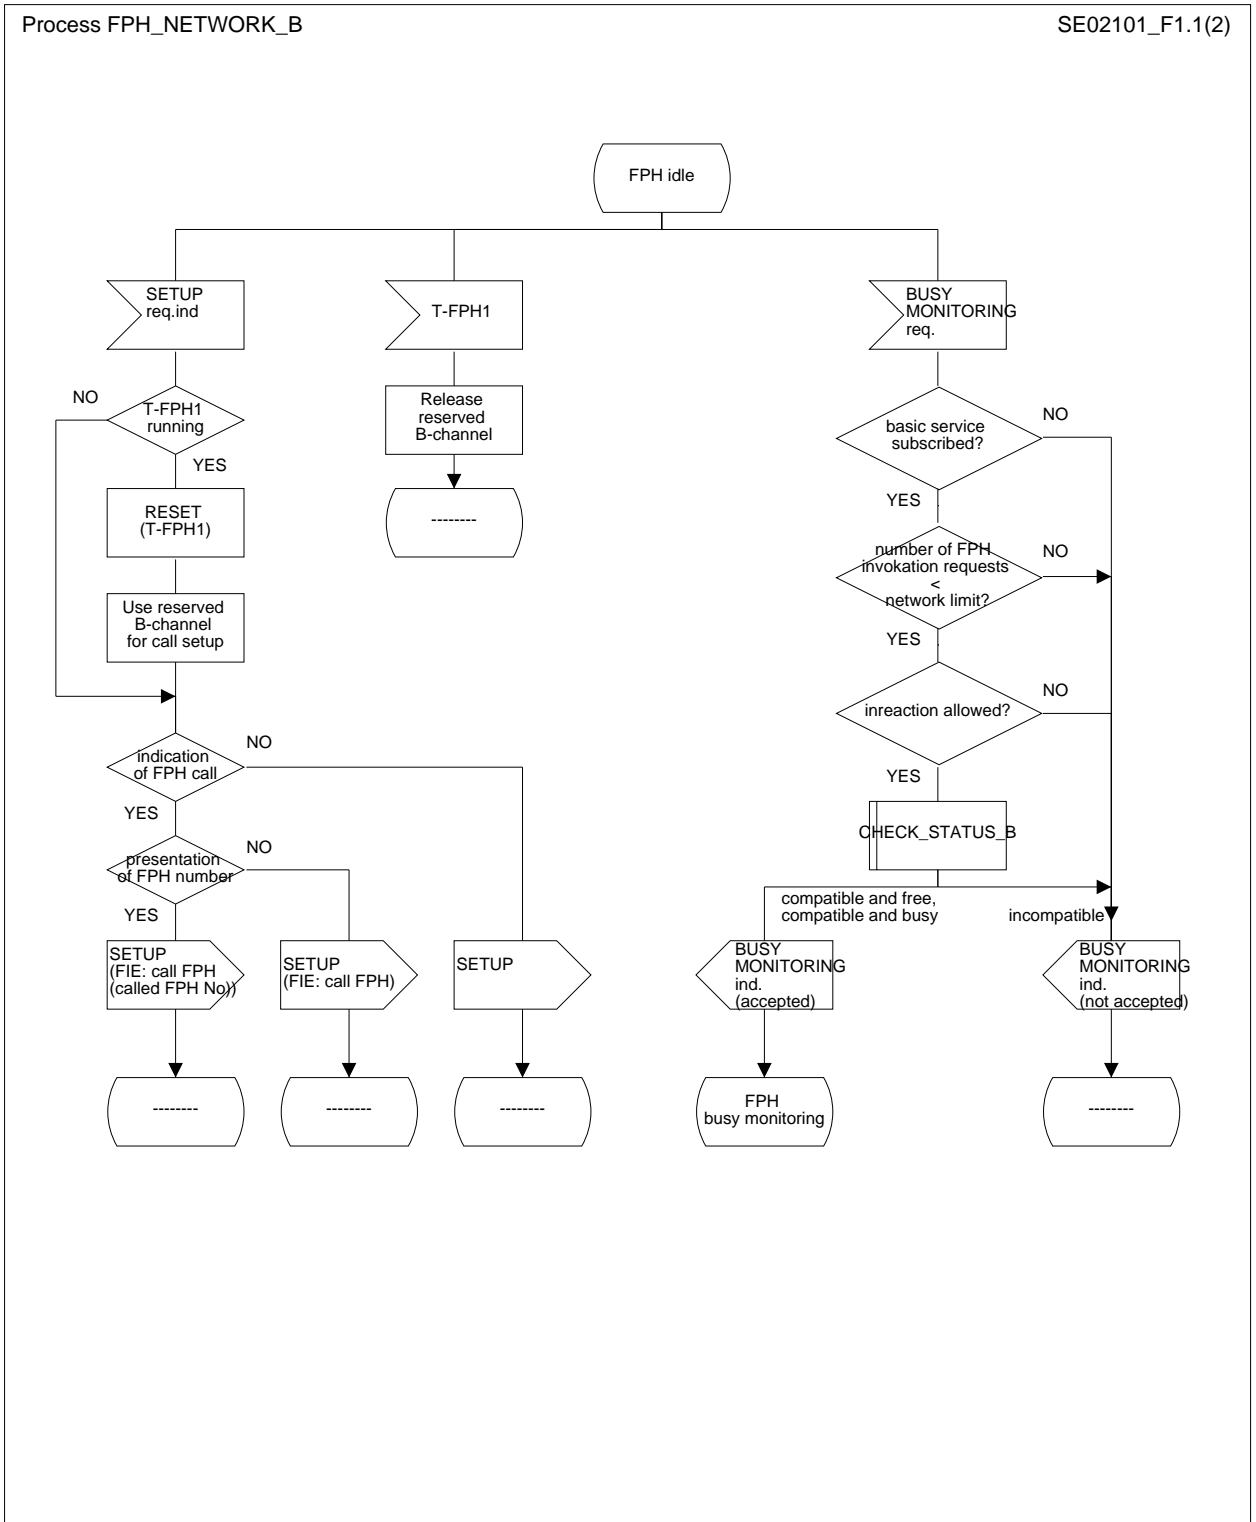 Process FPH_NETWORK_B
SE02101_F1.1(2)
FPH idle
SETUP
req.ind
T-FPH1
BUSY
MONITORING
req.
NO
T-FPH1
running
YES
Release
reserved
B-channel
basic service
subscribed?
NO
YES
RESET
(T-FPH1)
--------
number of FPH
invokation requests
<
network limit?
NO
YES
Use reserved
B-channel
for call setup
inreaction allowed?
NO
YES
indication
of FPH call
NO
YES
CHECK_STATUS_B
presentation
of FPH number
NO
YES
compatible and free,
compatible and busy
incompatible
SETUP
(FIE: call FPH
(called FPH No))
SETUP
(FIE: call FPH)
SETUP
BUSY
MONITORING
ind.
(accepted)
BUSY
MONITORING
ind.
(not accepted)
--------
--------
--------
FPH
busy monitoring
--------